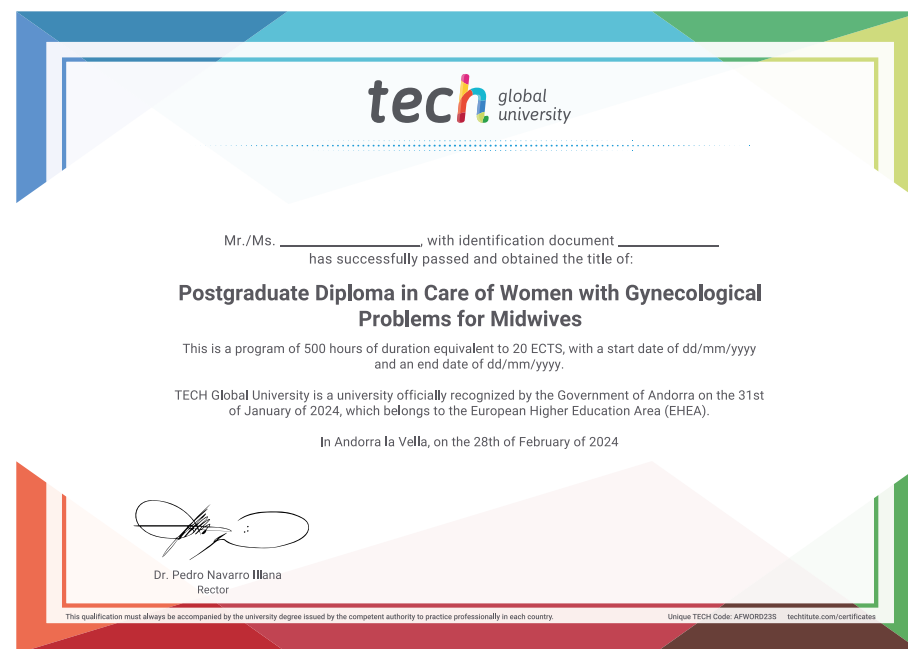 tech global university
Mr./Ms. ____________________, with identification document ______________
has successfully passed and obtained the title of:
Postgraduate Diploma in Care of Women with Gynecological
Problems for Midwives
This is a program of 500 hours of duration equivalent to 20 ECTS, with a start date of dd/mm/yyyy
and an end date of dd/mm/yyyy.
TECH Global University is a university officially recognized by the Government of Andorra on the 31st
of January of 2024, which belongs to the European Higher Education Area (EHEA).
In Andorra la Vella, on the 28th of February of 2024
Dr. Pedro Navarro Illana
Rector
This qualification must always be accompanied by the university degree issued by the competent authority to practice professionally in each country.
Unique TECH Code: AFWORD23S techtitute.com/certificates